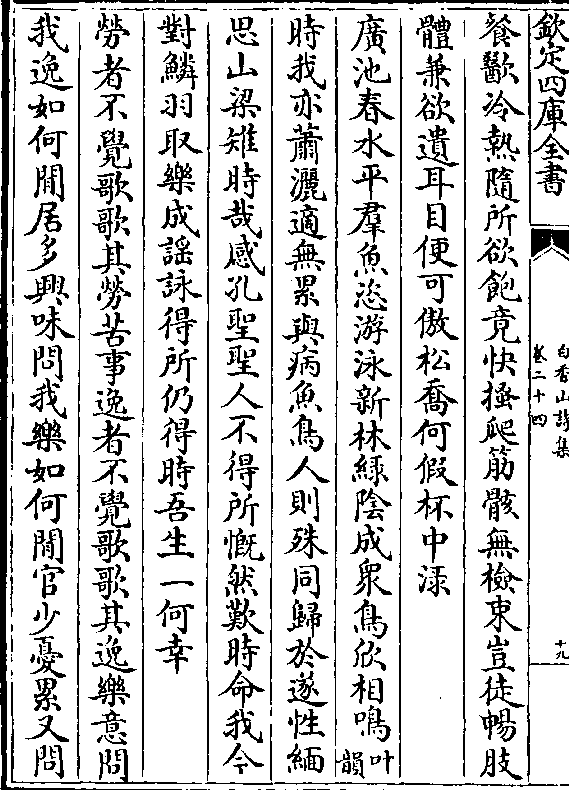 欽定四庫全書
白香山詩集
卷二十四
十九
餐歠冷熱隨所欲飽竟快搔爬筋骸無檢束豈徒暢肢
體兼欲遺耳目便可傲松喬何假杯中渌
廣池春水平羣魚恣游泳新林緑陰成衆鳥欣相鳴叶韻
時我亦蕭灑適無累與病魚鳥人則殊同歸於遂性緬
思山梁雉時哉感孔聖聖人不得所慨然歎時命我今
對鱗羽取樂成謡詠得所仍得時吾生一何幸
勞者不覺歌歌其勞苦事逸者不覺歌歌其逸樂意問
我逸如何閒居多興味問我樂如何閒官少憂累又問